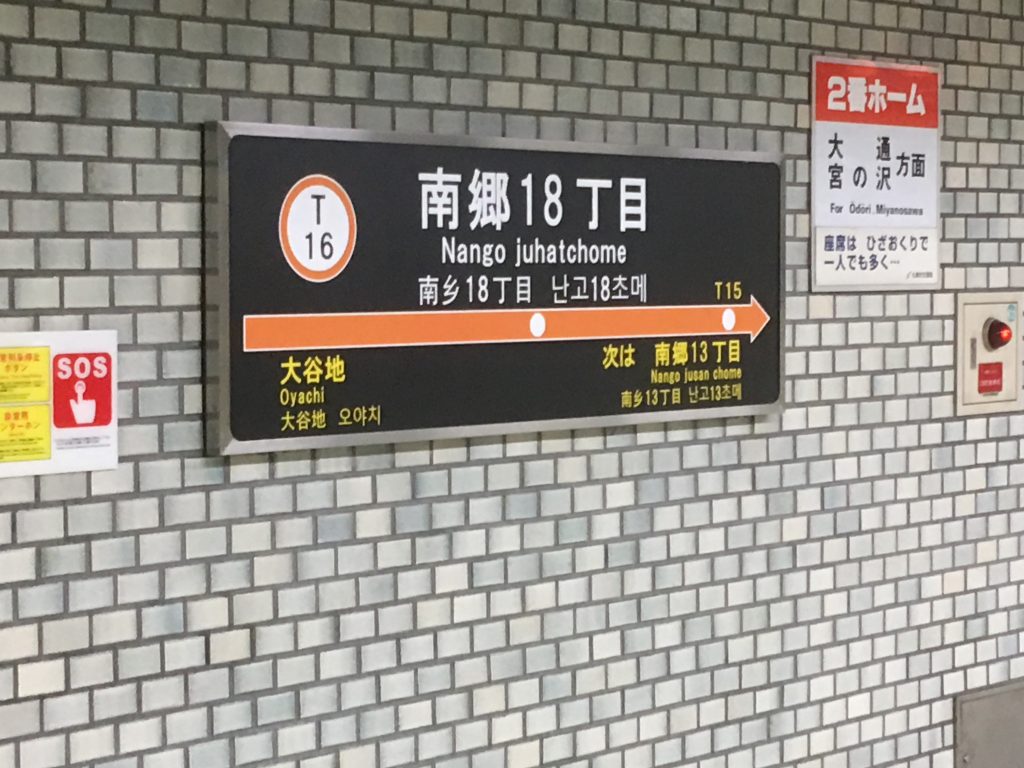 T
16
南郷18丁目
Nango juhatchome
南乡18丁目 난고18초메
T15
大谷地
Oyachi
大谷地 오야치
次は 南郷13丁目
Nango jusan chome
南乡13丁目 난고13초메
2番ホーム
大通
宮の沢
方面
For Odori, Miyanosawa
座席は ひざおくりで
一人でも多く…
SOS
ボタン